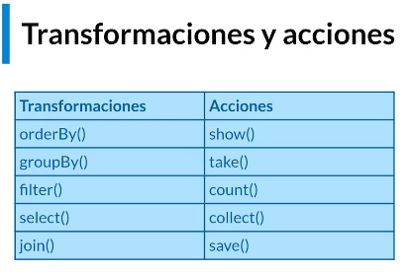 Transformaciones y acciones
Transformaciones Acciones
orderBy() show()
groupBy() take()
filter() count()
select() collect()
join() save()